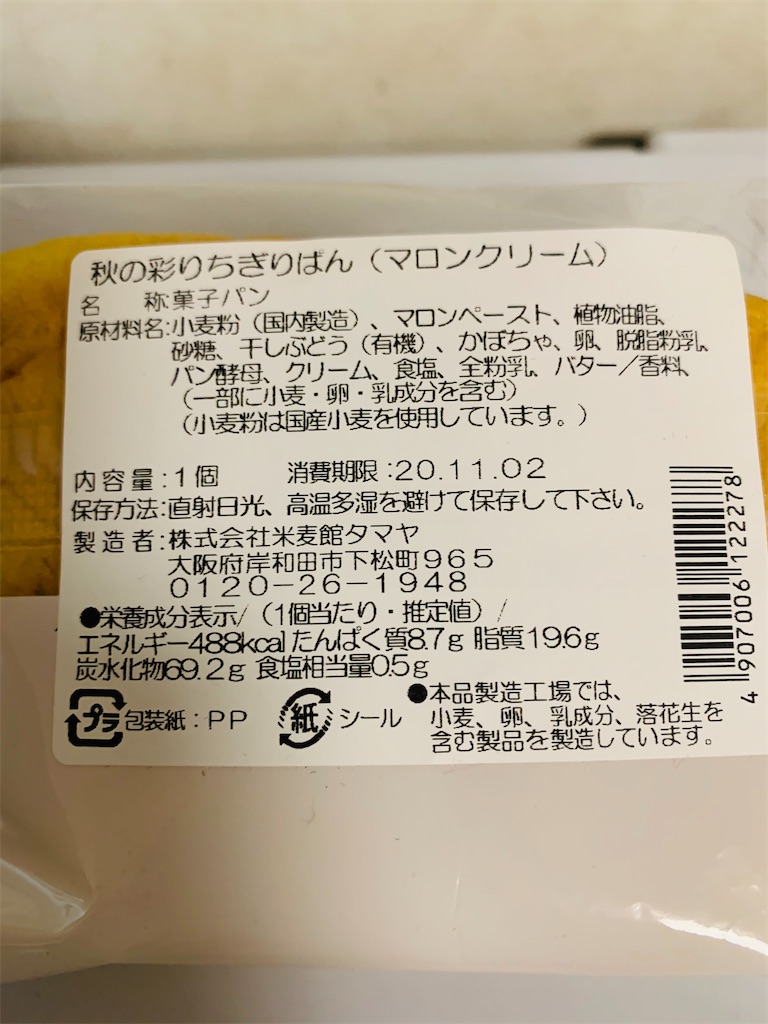 秋の彩りちぎりぱん（マロンクリーム）
名　称菓子パン
原材料名:小麦粉（国内製造）、マロンペースト、植物油脂、
砂糖、干しぶどう（有機）、かぼちゃ、卵、脱脂粉乳、
パン酵母、クリーム、食塩、全粉乳、バター／香料、
（一部に小麦・卵・乳成分を含む）
（小麦粉は国産小麦を使用しています。）
内容量:1個　消費期限:20.11.02
保存方法:直射日光、高温多湿を避けて保存して下さい。
製造者:株式会社米麦館タマヤ
大阪府岸和田市下松町965
0120-26-1948
●栄養成分表示/（1個当たり・推定値）/
エネルギー488kcal たんぱく質8.7g 脂質19.6g
炭水化物69.2g 食塩相当量0.5g
プラ 包装紙：PP 紙 シール
●本品製造工場では、
小麦、卵、乳成分、落花生を
含む製品を製造しています。
4 907006 122278